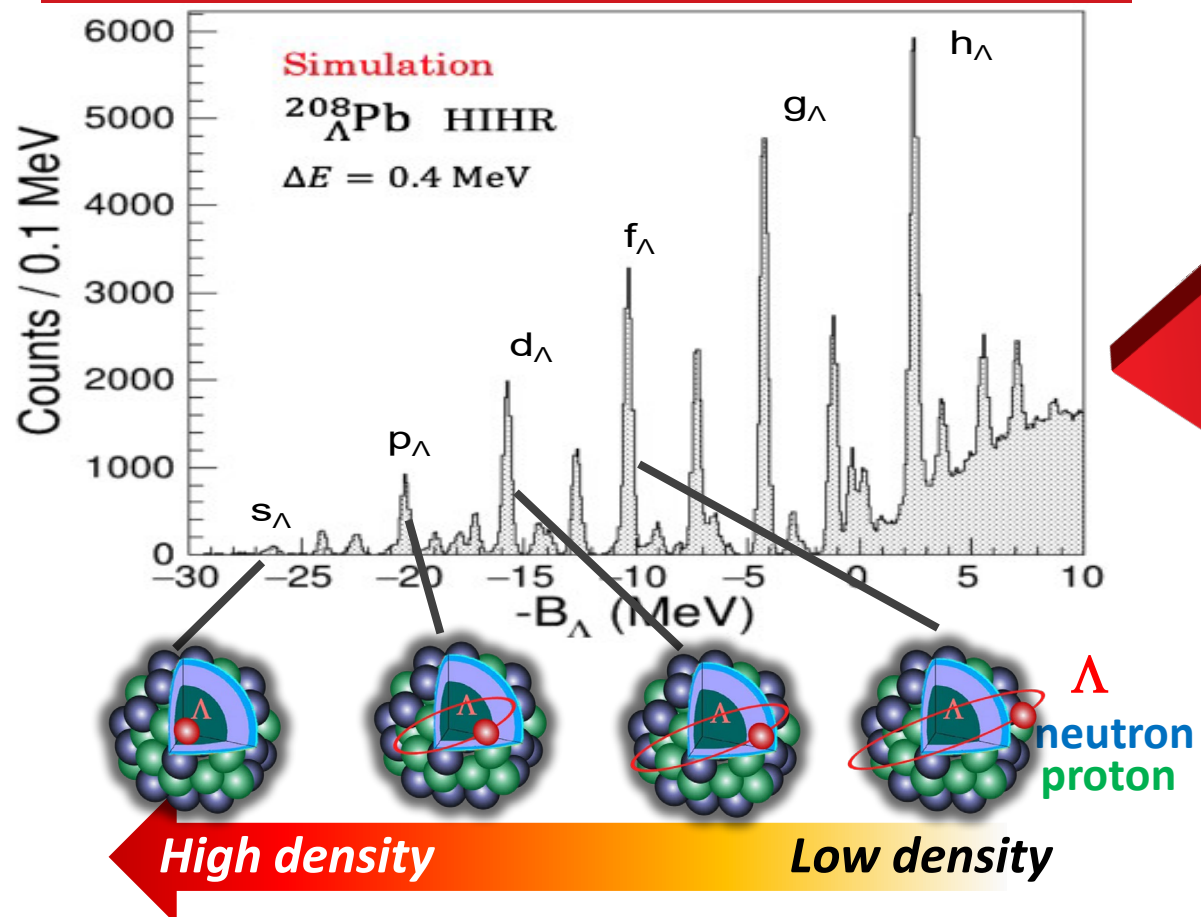 6000
5000
4000
3000
2000
1000
0
Counts / 0.1 MeV
Simulation
²⁰⁸ΛPb HIHR
ΔE = 0.4 MeV
sΛ
pΛ
dΛ
fΛ
gΛ
hΛ
−30 −25 −20 −15 −10 −5 0 5 10
-BΛ (MeV)
Λ Λ Λ Λ
Λ
neutron
proton
High density Low density